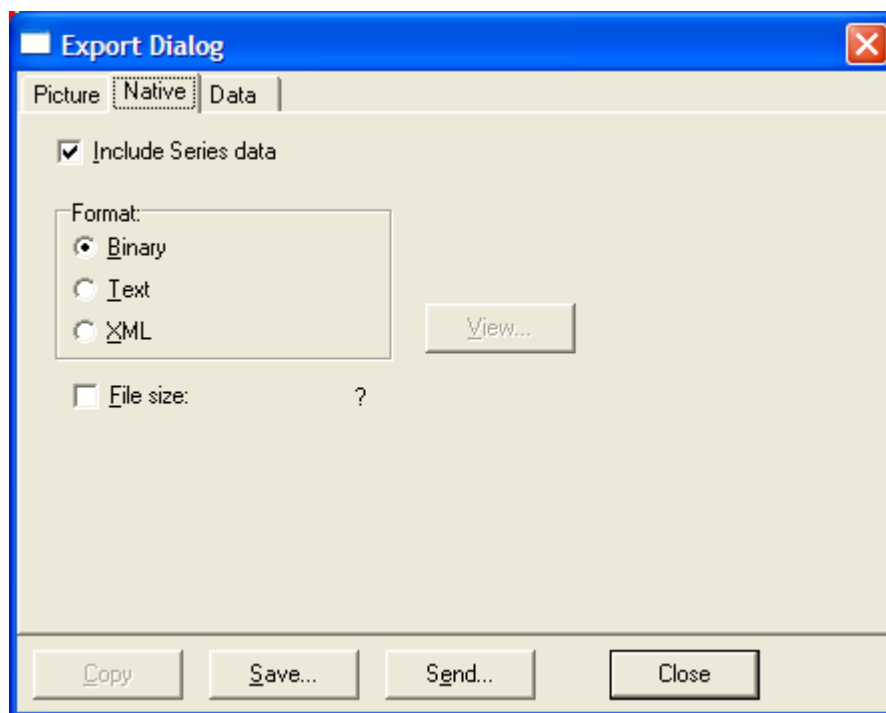 Export Dialog
Picture Native Data
Include Series data
Format:
Binary
Text
XML
View...
File size: ?
Copy Save... Send... Close